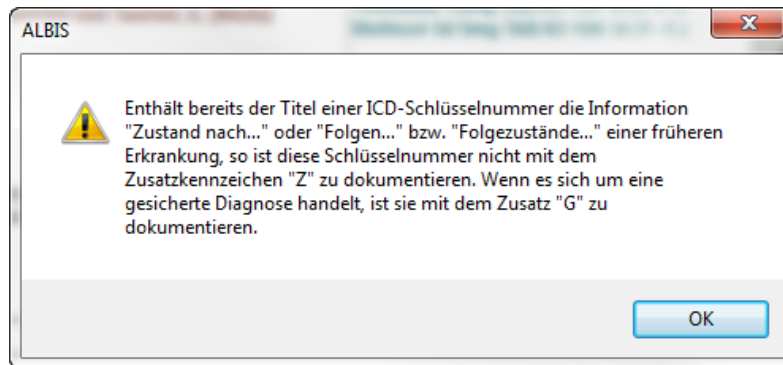 ALBIS
Enthält bereits der Titel einer ICD-Schlüsselnummer die Information
"Zustand nach..." oder "Folgen..." bzw. "Folgezustände..." einer früheren
Erkrankung, so ist diese Schlüsselnummer nicht mit dem
Zusatzkennzeichen "Z" zu dokumentieren. Wenn es sich um eine
gesicherte Diagnose handelt, ist sie mit dem Zusatz "G" zu
dokumentieren.
OK